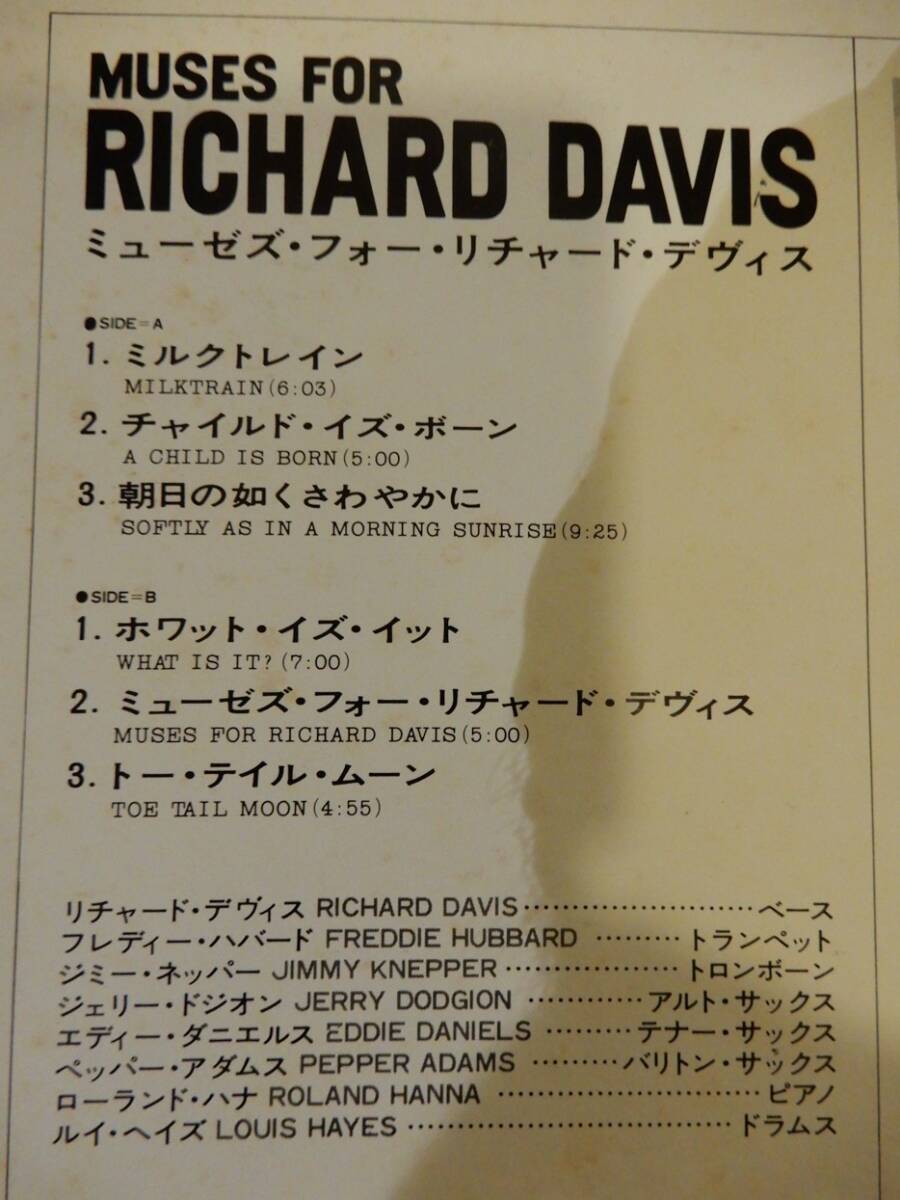 MUSES FOR
RICHARD DAVIS
ミューゼズ・フォー・リチャード・デヴィス
●SIDE=A
1. ミルクトレイン
MILKTRAIN(6:03)
2. チャイルド・イズ・ボーン
A CHILD IS BORN(5:00)
3. 朝日の如くさわやかに
SOFTLY AS IN A MORNING SUNRISE(9:25)
●SIDE=B
1. ホワット・イズ・イット
WHAT IS IT?(7:00)
2. ミューゼズ・フォー・リチャード・デヴィス
MUSES FOR RICHARD DAVIS(5:00)
3. トー・テイル・ムーン
TOE TAIL MOON(4:55)
リチャード・デヴィス RICHARD DAVIS……………………ベース
フレディー・ハバード FREDDIE HUBBARD ………トランペット
ジミー・ネッパー JIMMY KNEPPER………………トロンボーン
ジェリー・ドジオン JERRY DODGION …………アルト・サックス
エディー・ダニエルス EDDIE DANIELS ………テナー・サックス
ペッパー・アダムス PEPPER ADAMS ………バリトン・サックス
ローランド・ハナ ROLAND HANNA ………………………ピアノ
ルイ・ヘイズ LOUIS HAYES ……………………………ドラムス